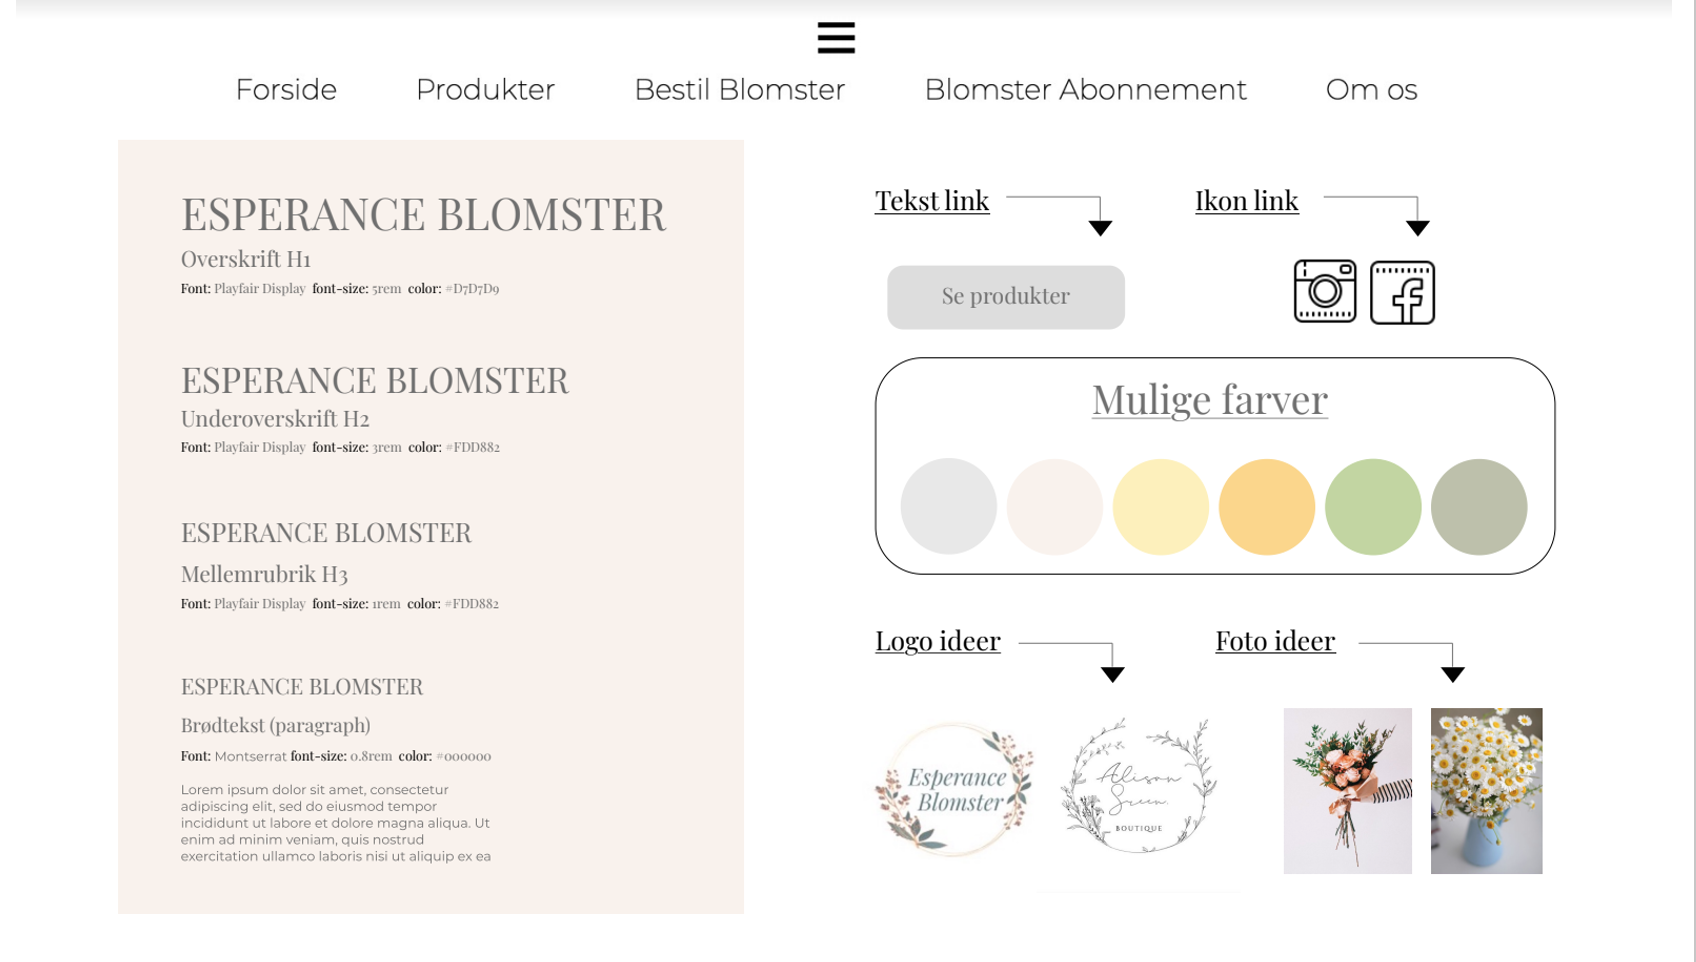 Forside Produkter Bestil Blomster Blomster Abonnement Om os
ESPERANCE BLOMSTER
Overskrift H1
Font: Playfair Display font-size: 5rem color: #D7D7D9
ESPERANCE BLOMSTER
Underoverskrift H2
Font: Playfair Display font-size: 3rem color: #FDD882
ESPERANCE BLOMSTER
Mellemrubrik H3
Font: Playfair Display font-size: 1rem color: #FDD882
ESPERANCE BLOMSTER
Brødtekst (paragraph)
Font: Montserrat font-size: 0.8rem color: #000000
Lorem ipsum dolor sit amet, consectetur
adipiscing elit, sed do eiusmod tempor
incididunt ut labore et dolore magna aliqua. Ut
enim ad minim veniam, quis nostrud
exercitation ullamco laboris nisi ut aliquip ex ea
Tekst link
Ikon link
Se produkter
Mulige farver
Logo ideer
Foto ideer
Esperance
Blomster
Alison
Green
BOUTIQUE